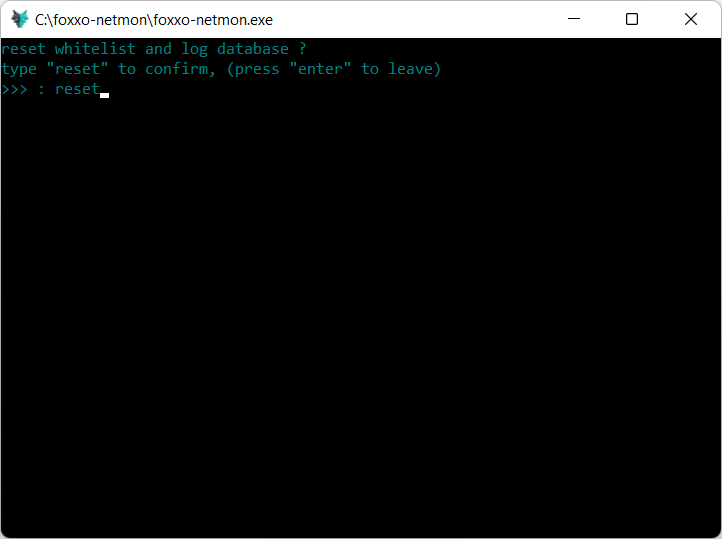 C:\foxxo-netmon\foxxo-netmon.exe
reset whitelist and log database ?
type "reset" to confirm, (press "enter" to leave)
>>> : reset